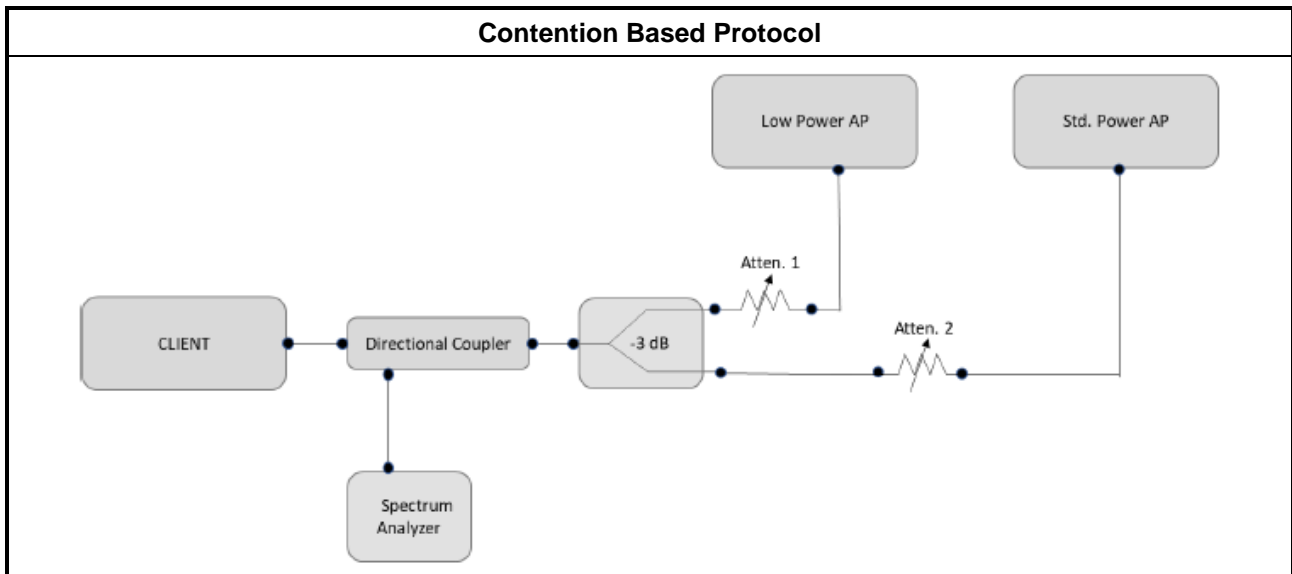 Contention Based Protocol
Low Power AP
Std. Power AP
Atten. 1
Atten. 2
CLIENT
Directional Coupler
-3 dB
Spectrum
Analyzer